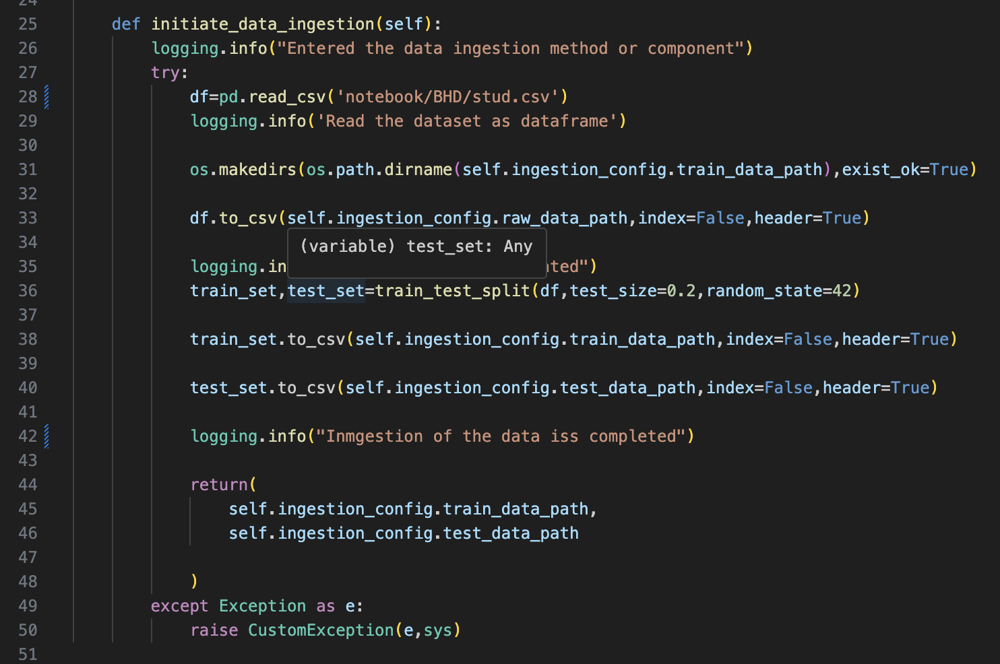 24
25 def initiate_data_ingestion(self):
26 logging.info("Entered the data ingestion method or component")
27 try:
28 df=pd.read_csv('notebook/BHD/stud.csv')
29 logging.info('Read the dataset as dataframe')
30
31 os.makedirs(os.path.dirname(self.ingestion_config.train_data_path),exist_ok=True)
32
33 df.to_csv(self.ingestion_config.raw_data_path,index=False,header=True)
34
(variable) test_set: Any
35 logging.in ted")
36 train_set,test_set=train_test_split(df,test_size=0.2,random_state=42)
37
38 train_set.to_csv(self.ingestion_config.train_data_path,index=False,header=True)
39
40 test_set.to_csv(self.ingestion_config.test_data_path,index=False,header=True)
41
42 logging.info("Inmgestion of the data iss completed")
43
44 return(
45 self.ingestion_config.train_data_path,
46 self.ingestion_config.test_data_path
47
48 )
49 except Exception as e:
50 raise CustomException(e,sys)
51